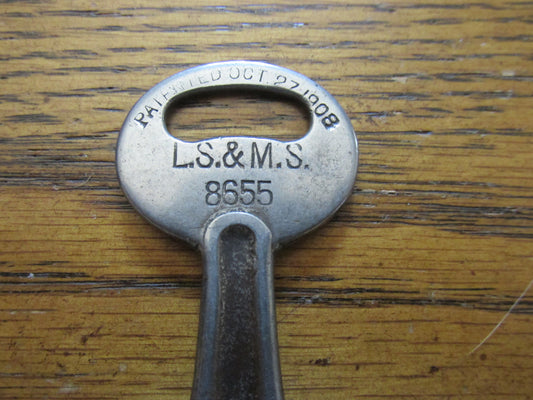 PATENTED OCT. 27, 1908
L.S. & M.S.
8655